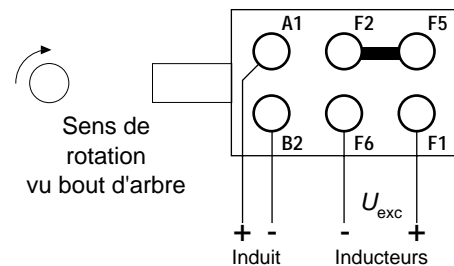 A1 F2 F5
B2 F6 F1
Sens de
rotation
vu bout d'arbre
Uexc
+ - - +
Induit Inducteurs